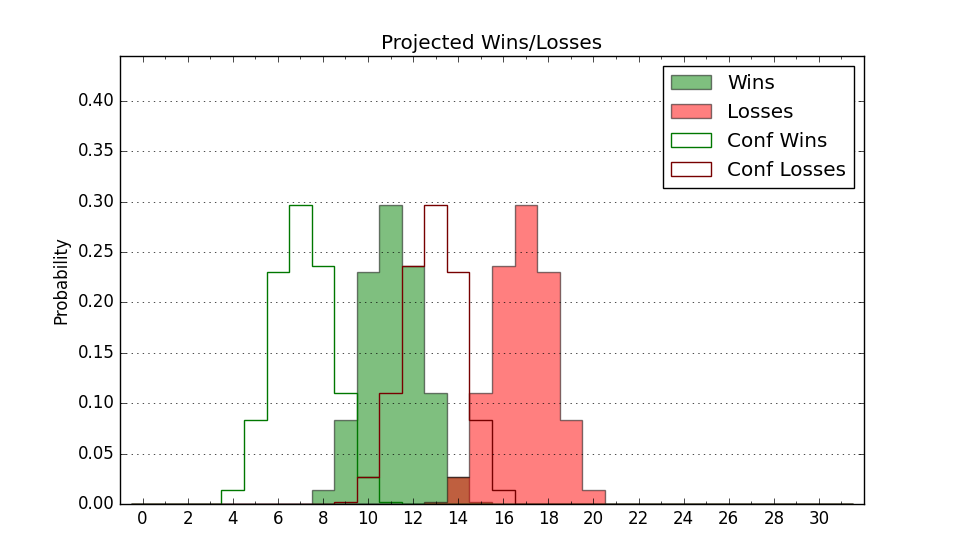 Projected Wins/Losses
Wins
Losses
Conf Wins
Conf Losses
Probability
0.40
0.35
0.30
0.25
0.20
0.15
0.10
0.05
0.00
0 2 4 6 8 10 12 14 16 18 20 22 24 26 28 30